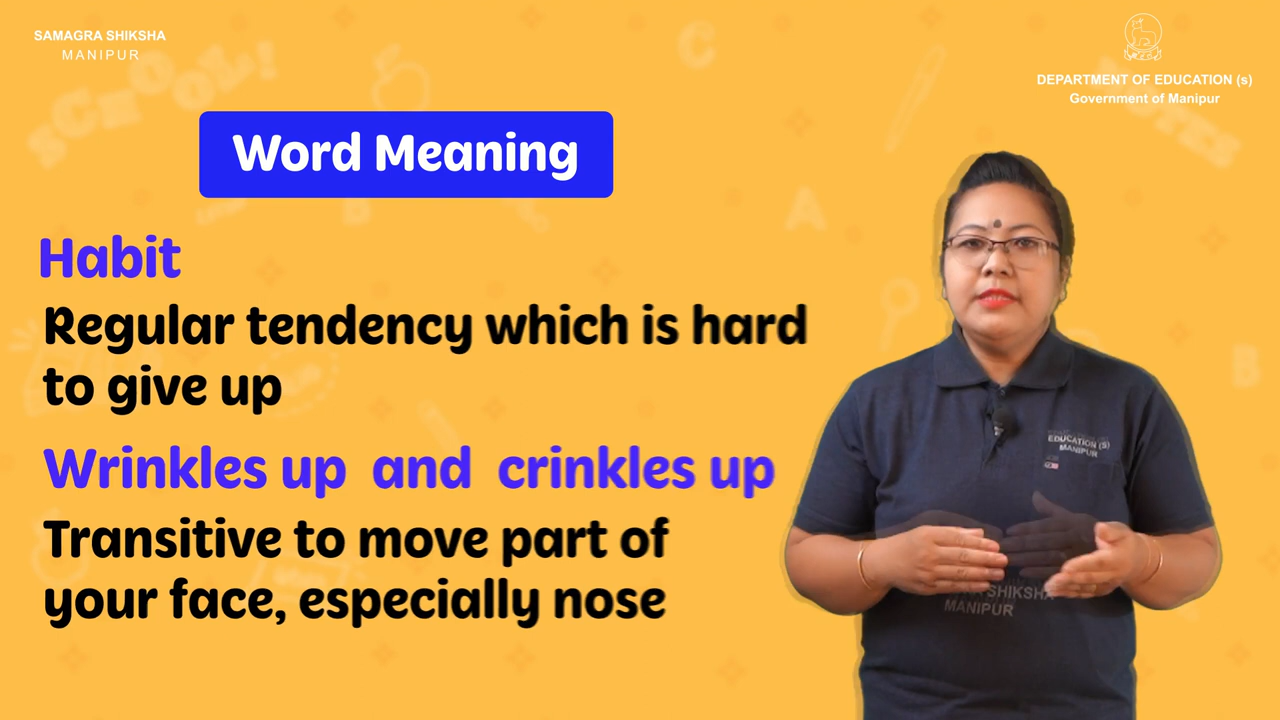 SAMAGRA SHIKSHA
MANIPUR
DEPARTMENT OF EDUCATION (s)
Government of Manipur
Word Meaning
Habit
Regular tendency which is hard
to give up
Wrinkles up and crinkles up
Transitive to move part of
your face, especially nose
EDUCATION (S)
MANIPUR
SHIKSHA
MANIPUR